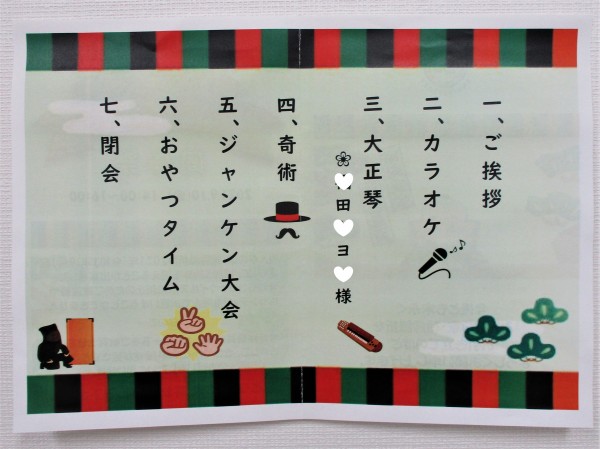 一、ご挨拶
二、カラオケ
三、大正琴
田 ヨ 様
四、奇術
五、ジャンケン大会
六、おやつタイム
七、閉会